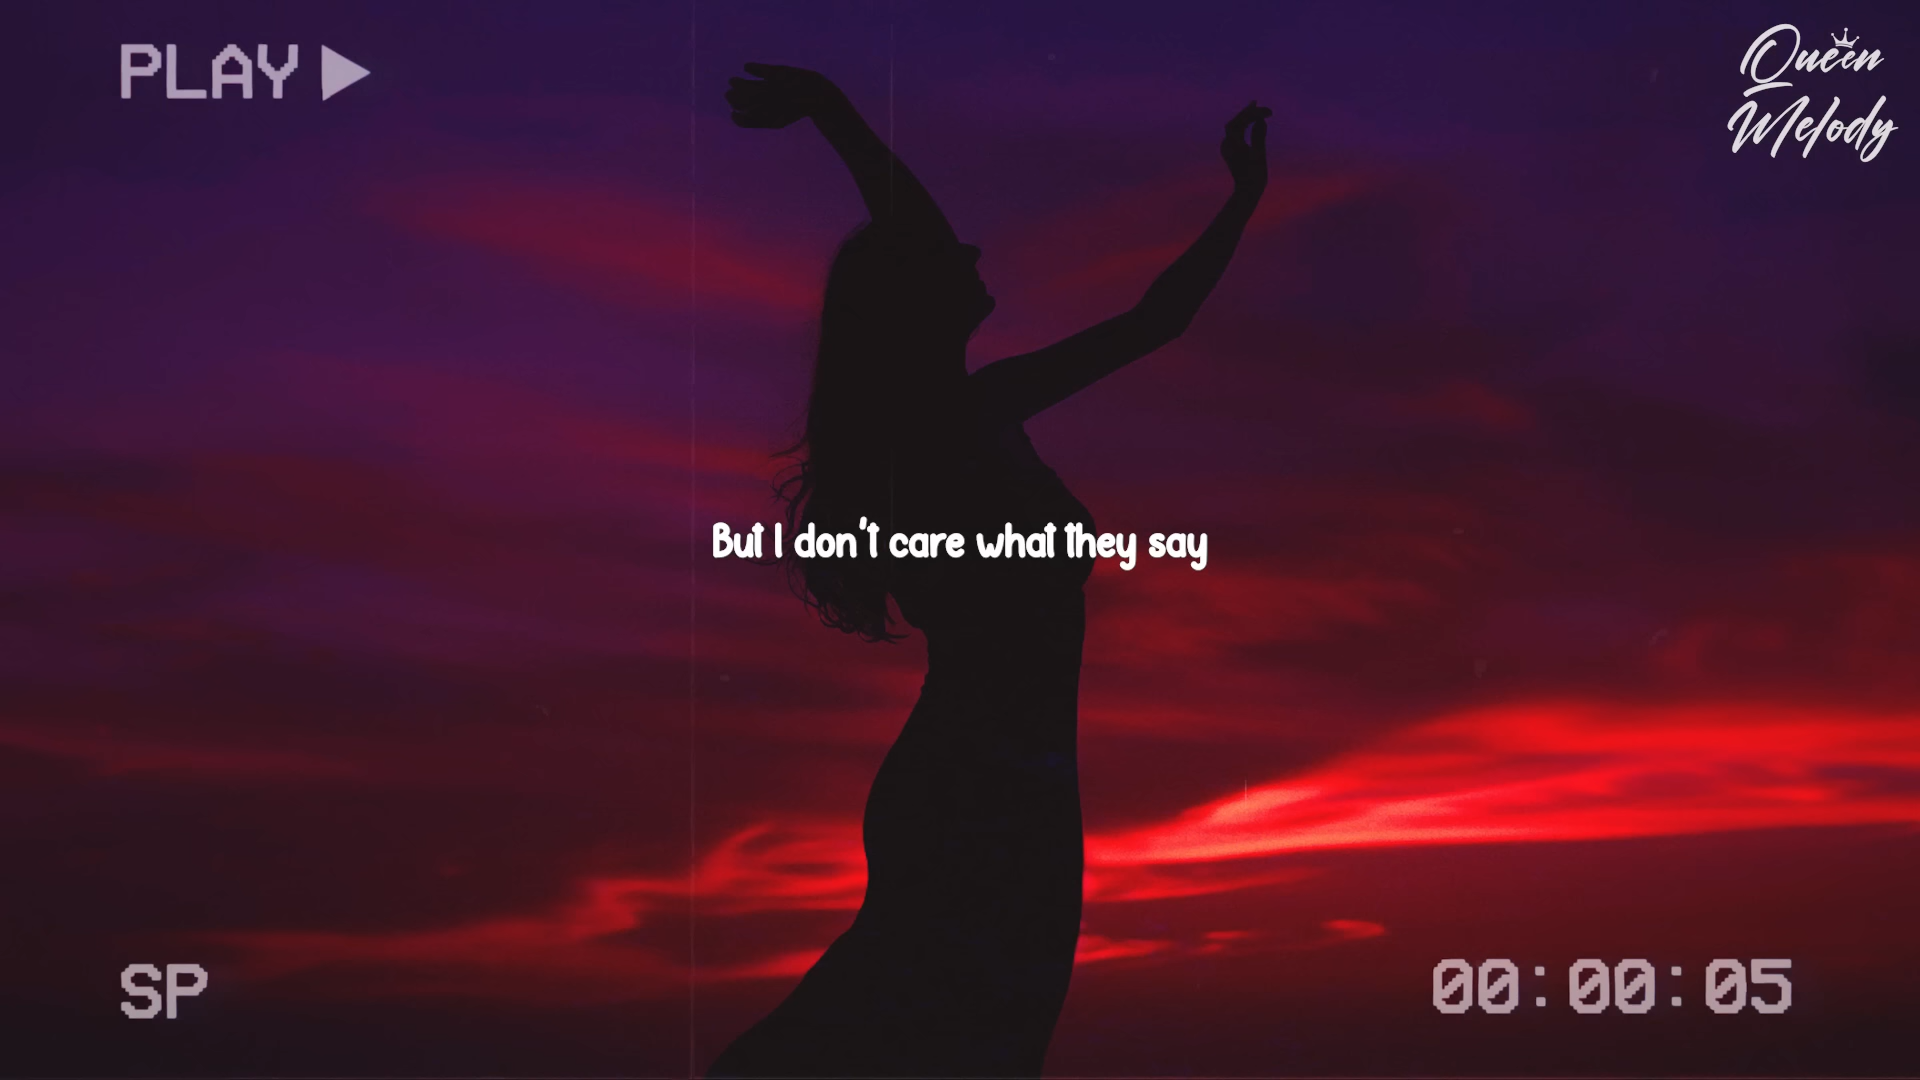 PLAY
Queen
Melody
But I don't care what they say
SP
00:00:05